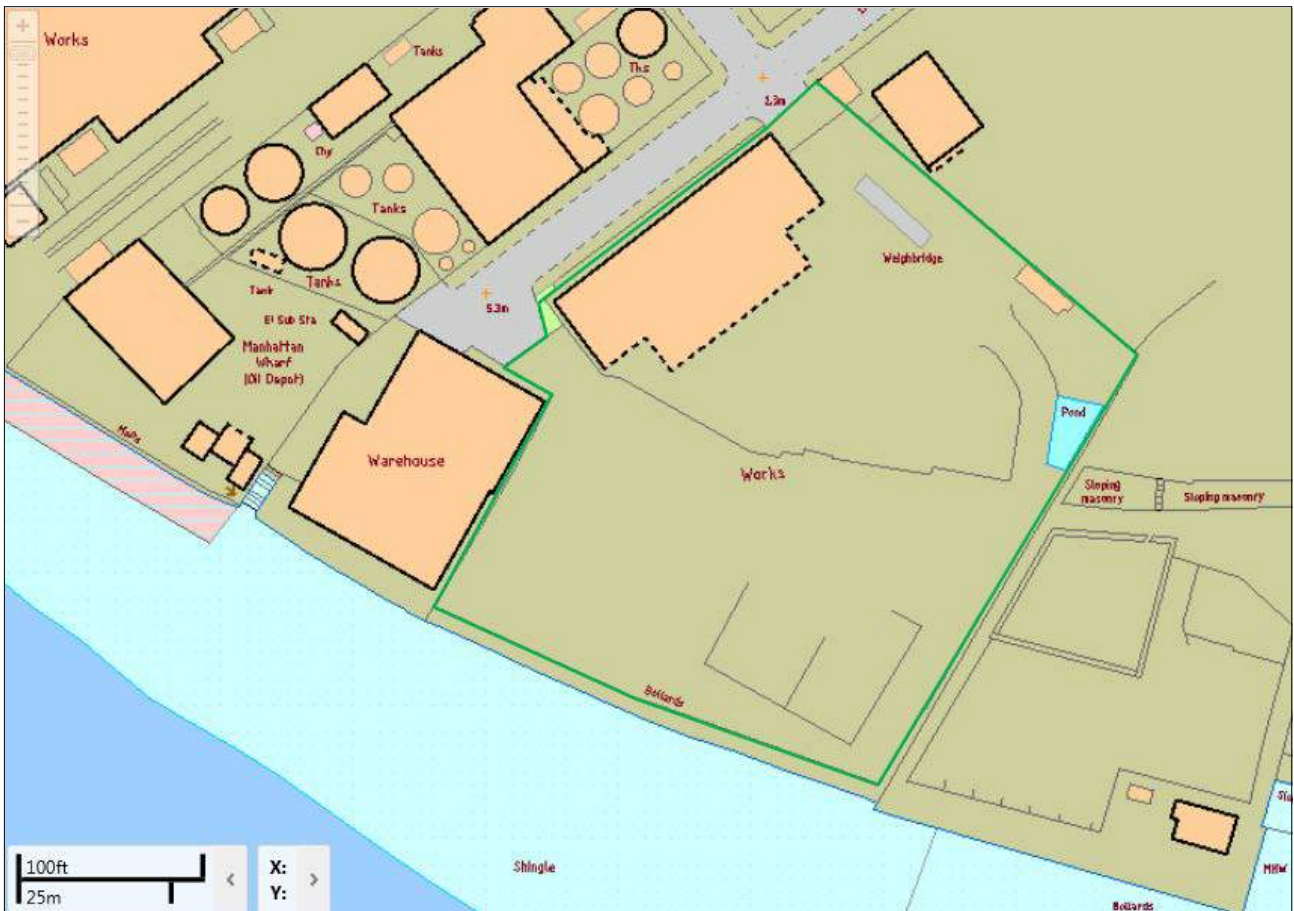 Works
Tanks
Tks
2.3m
Chy
Tanks
Weighbridge
Tanks
Tank
5.3m
El Sub Sta
Manhattan
Wharf
(Oil Depot)
Pond
Warehouse
Works
Sloping
masonry
Sloping masonry
Bollards
Shingle
MHW
Bollards
100ft
25m
X:
Y: